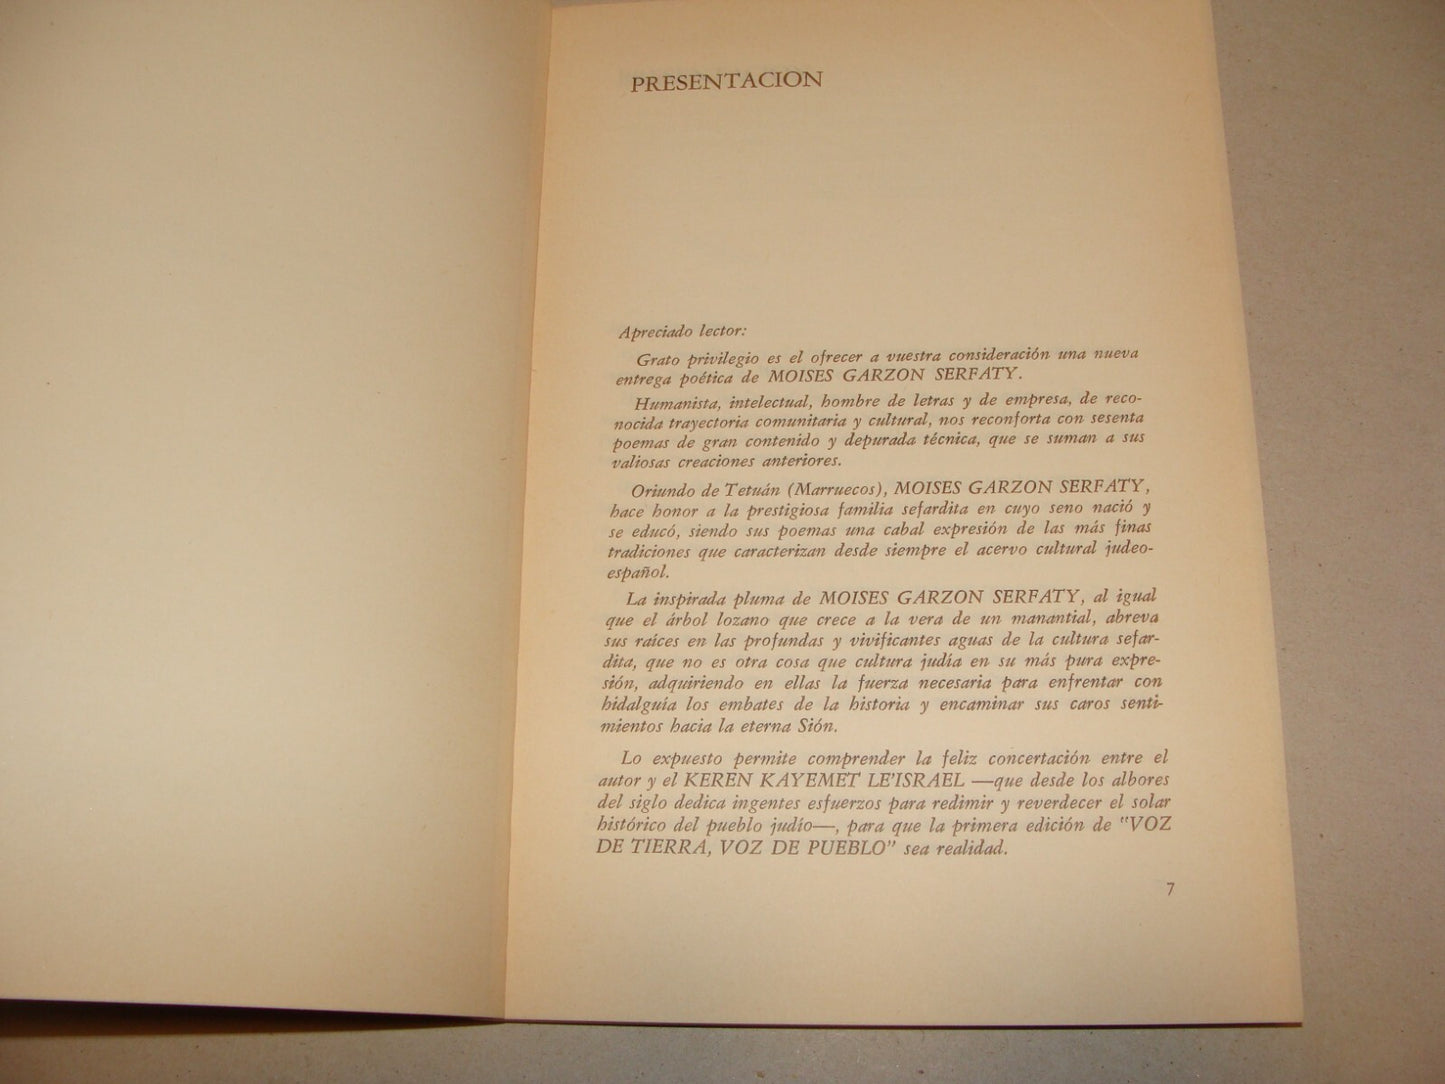 PRESENTACION
Apreciado lector:
Grato privilegio es el ofrecer a vuestra consideración una nueva
entrega poética de MOISES GARZON SERFATY.
Humanista, intelectual, hombre de letras y de empresa, de reco-
nocida trayectoria comunitaria y cultural, nos reconforta con sesenta
poemas de gran contenido y depurada técnica, que se suman a sus
valiosas creaciones anteriores.
Oriundo de Tetuán (Marruecos), MOISES GARZON SERFATY,
hace honor a la prestigiosa familia sefardita en cuyo seno nació y
se educó, siendo sus poemas una cabal expresión de las más finas
tradiciones que caracterizan desde siempre el acervo cultural judeo-
español.
La inspirada pluma de MOISES GARZON SERFATY, al igual
que el árbol lozano que crece a la vera de un manantial, abreva
sus raíces en las profundas y vivificantes aguas de la cultura sefar-
dita, que no es otra cosa que cultura judía en su más pura expre-
sión, adquiriendo en ellas la fuerza necesaria para enfrentar con
hidalguía los embates de la historia y encaminar sus caros senti-
mientos hacia la eterna Sión.
Lo expuesto permite comprender la feliz concertación entre el
autor y el KEREN KAYEMET LE'ISRAEL —que desde los albores
del siglo dedica ingentes esfuerzos para redimir y reverdecer el solar
histórico del pueblo judío—, para que la primera edición de "VOZ
DE TIERRA, VOZ DE PUEBLO" sea realidad.
7